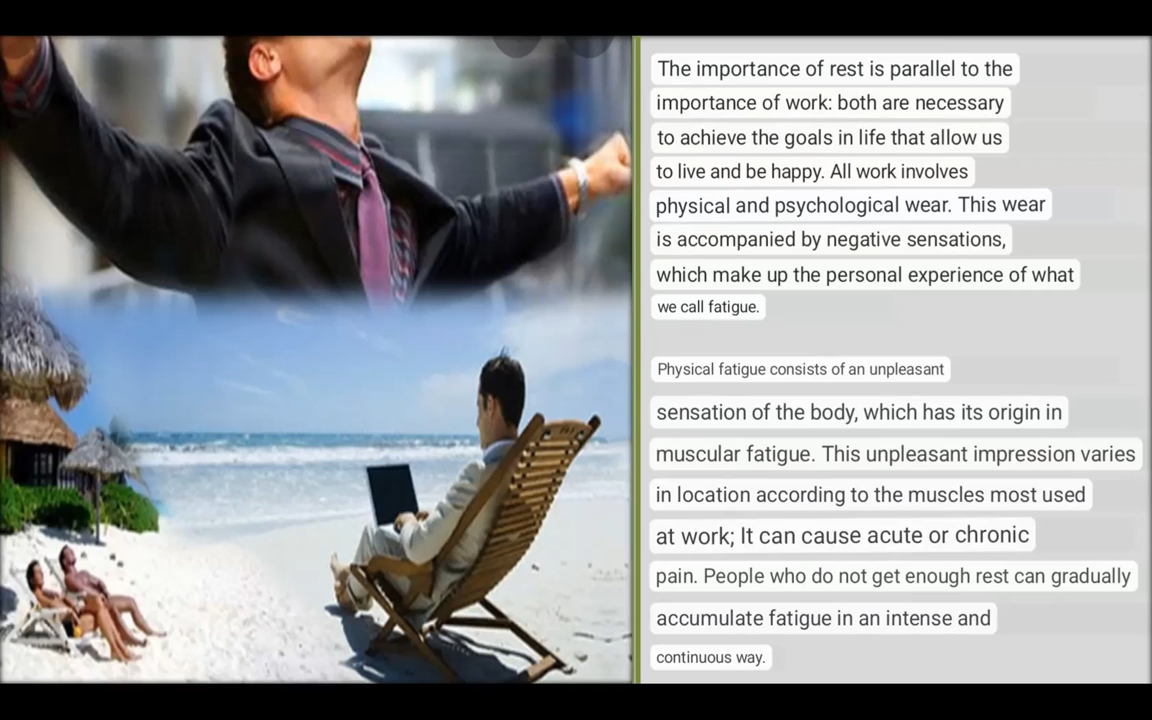 The importance of rest is parallel to the
importance of work: both are necessary
to achieve the goals in life that allow us
to live and be happy. All work involves
physical and psychological wear. This wear
is accompanied by negative sensations,
which make up the personal experience of what
we call fatigue.
Physical fatigue consists of an unpleasant
sensation of the body, which has its origin in
muscular fatigue. This unpleasant impression varies
in location according to the muscles most used
at work; It can cause acute or chronic
pain. People who do not get enough rest can gradually
accumulate fatigue in an intense and
continuous way.